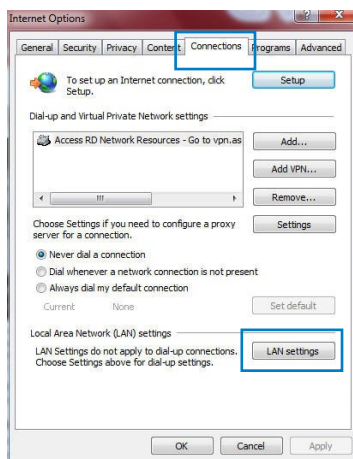 Internet Options
General Security Privacy Content Connections Programs Advanced
To set up an Internet connection, click Setup.
Setup
Dial-up and Virtual Private Network settings
Access RD Network Resources - Go to vpn.as
Add...
Add VPN...
Remove...
Choose Settings if you need to configure a proxy
server for a connection.
Settings
Never dial a connection
Dial whenever a network connection is not present
Always dial my default connection
Current None
Set default
Local Area Network (LAN) settings
LAN Settings do not apply to dial-up connections.
Choose Settings above for dial-up settings.
LAN settings
OK Cancel Apply